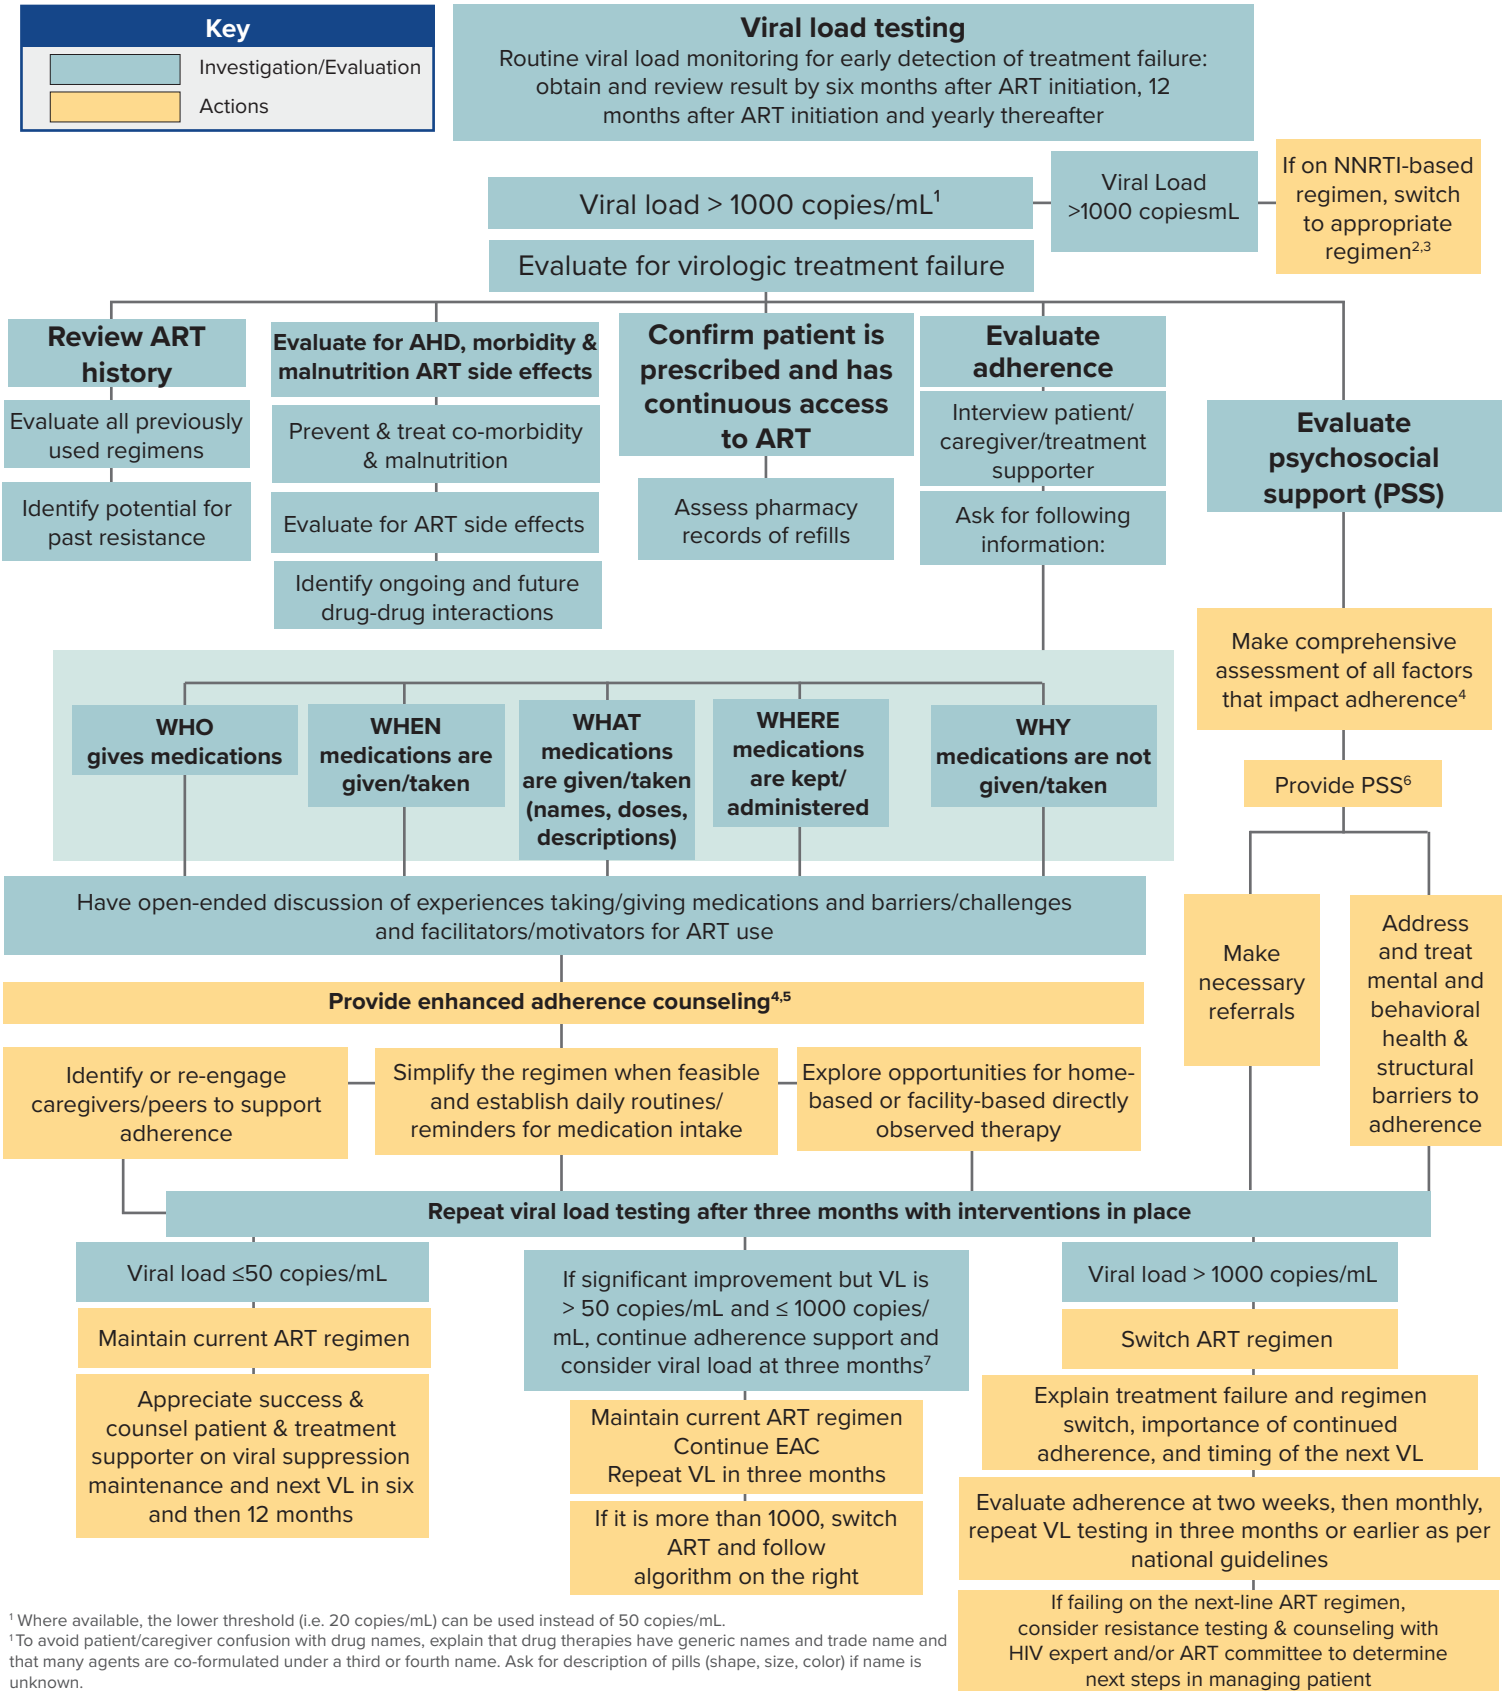 Key
Investigation/Evaluation
Actions
Viral load testing
Routine viral load monitoring for early detection of treatment failure:
obtain and review result by six months after ART initiation, 12
months after ART initiation and yearly thereafter
Viral load > 1000 copies/mL¹
Viral Load
>1000 copiesmL
If on NNRTI-based
regimen, switch
to appropriate
regimen²,³
Evaluate for virologic treatment failure
Review ART
history
Evaluate all previously
used regimens
Identify potential for
past resistance
Evaluate for AHD, morbidity &
malnutrition ART side effects
Prevent & treat co-morbidity
& malnutrition
Evaluate for ART side effects
Identify ongoing and future
drug-drug interactions
Confirm patient is
prescribed and has
continuous access
to ART
Assess pharmacy
records of refills
Evaluate
adherence
Interview patient/
caregiver/treatment
supporter
Ask for following
information:
Evaluate
psychosocial
support (PSS)
Make comprehensive
assessment of all factors
that impact adherence⁴
Provide PSS⁶
Make
necessary
referrals
Address
and treat
mental and
behavioral
health &
structural
barriers to
adherence
WHO
gives medications
WHEN
medications are
given/taken
WHAT
medications
are given/taken
(names, doses,
descriptions)
WHERE
medications
are kept/
administered
WHY
medications are not
given/taken
Have open-ended discussion of experiences taking/giving medications and barriers/challenges
and facilitators/motivators for ART use
Provide enhanced adherence counseling⁴,⁵
Identify or re-engage
caregivers/peers to support
adherence
Simplify the regimen when feasible
and establish daily routines/
reminders for medication intake
Explore opportunities for home-
based or facility-based directly
observed therapy
Repeat viral load testing after three months with interventions in place
Viral load ≤50 copies/mL
Maintain current ART regimen
Appreciate success &
counsel patient & treatment
supporter on viral suppression
maintenance and next VL in six
and then 12 months
If significant improvement but VL is
> 50 copies/mL and ≤ 1000 copies/
mL, continue adherence support and
consider viral load at three months⁷
Maintain current ART regimen
Continue EAC
Repeat VL in three months
If it is more than 1000, switch
ART and follow
algorithm on the right
Viral load > 1000 copies/mL
Switch ART regimen
Explain treatment failure and regimen
switch, importance of continued
adherence, and timing of the next VL
Evaluate adherence at two weeks, then monthly,
repeat VL testing in three months or earlier as per
national guidelines
If failing on the next-line ART regimen,
consider resistance testing & counseling with
HIV expert and/or ART committee to determine
next steps in managing patient
¹ Where available, the lower threshold (i.e. 20 copies/mL) can be used instead of 50 copies/mL.
¹ To avoid patient/caregiver confusion with drug names, explain that drug therapies have generic names and trade name and
that many agents are co-formulated under a third or fourth name. Ask for description of pills (shape, size, color) if name is
unknown.